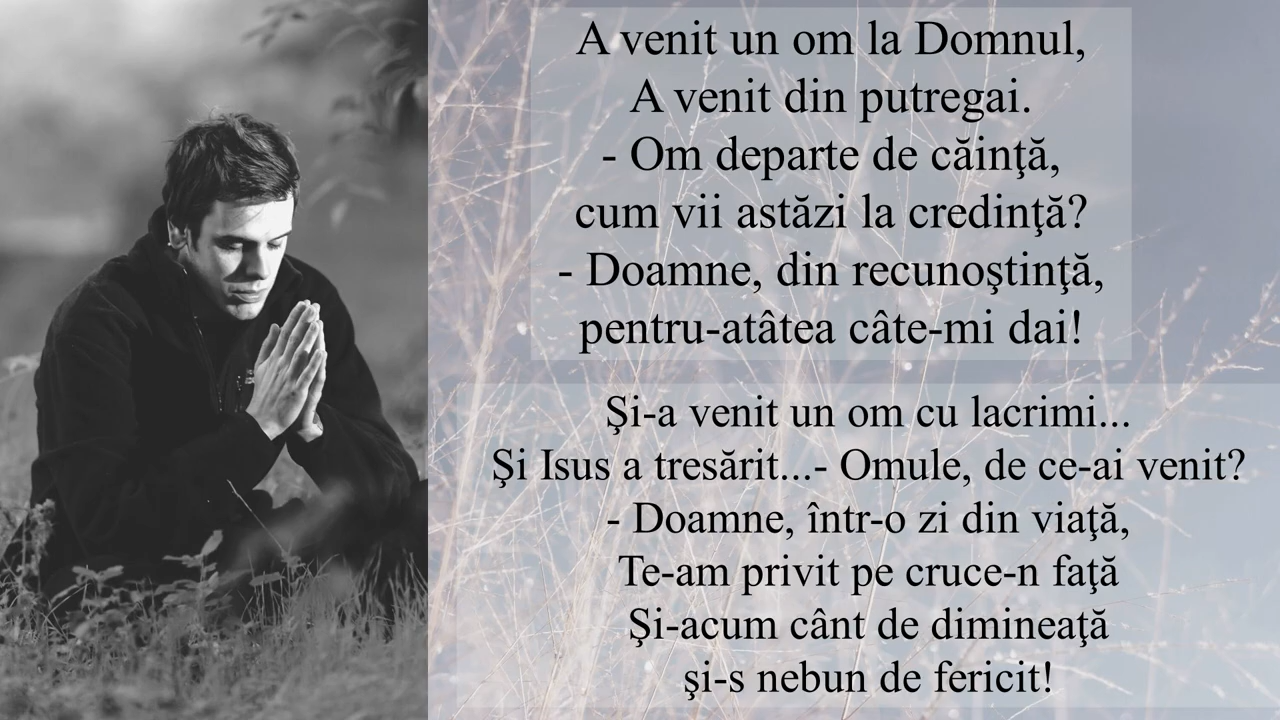 A venit un om la Domnul,
A venit din putregai.
- Om departe de căinţă,
cum vii astăzi la credinţă?
- Doamne, din recunoştinţă,
pentru-atâtea câte-mi dai!
Şi-a venit un om cu lacrimi...
Şi Isus a tresărit...- Omule, de ce-ai venit?
- Doamne, într-o zi din viaţă,
Te-am privit pe cruce-n faţă
Şi-acum cânt de dimineaţă
şi-s nebun de fericit!